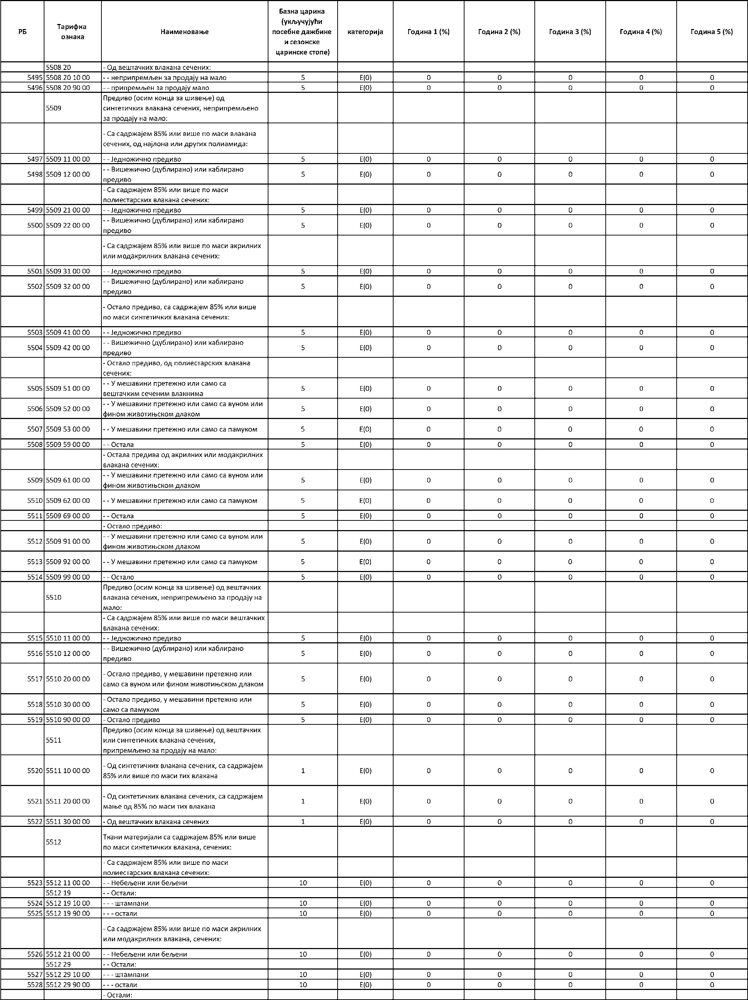 РБ Тарифна ознака Наименовање Базна царина (укључујући посебне дажбине и сезонске царинске стопе) категорија Година 1 (%) Година 2 (%) Година 3 (%) Година 4 (%) Година 5 (%)
5508 20 - Од вештачких влакана сечених:
5495 5508 20 10 00 - - неприпремљен за продају на мало 5 E(0) 0 0 0 0 0
5496 5508 20 90 00 - - припремљен за продају мало 5 E(0) 0 0 0 0 0
5509 Предиво (осим конца за шивење) од
синтетичких влакана сечених, неприпремљено
за продају на мало:
- Са садржајем 85% или више по маси влакана
сечених, од најлона или других полиамида:
5497 5509 11 00 00 - - Једножично предиво 5 E(0) 0 0 0 0 0
5498 5509 12 00 00 - - Вишежично (дублирано) или каблирано
предиво 5 E(0) 0 0 0 0 0
- Са садржајем 85% или више по маси
полиестарских влакана сечених:
5499 5509 21 00 00 - - Једножично предиво 5 E(0) 0 0 0 0 0
5500 5509 22 00 00 - - Вишежично (дублирано) или каблирано
предиво 5 E(0) 0 0 0 0 0
- Са садржајем 85% или више по маси акрилних
или модакрилних влакана сечених:
5501 5509 31 00 00 - - Једножично предиво 5 E(0) 0 0 0 0 0
5502 5509 32 00 00 - - Вишежично (дублирано) или каблирано
предиво 5 E(0) 0 0 0 0 0
- Остало предиво, са садржајем 85% или више
по маси синтетичких влакана сечених:
5503 5509 41 00 00 - - Једножично предиво 5 E(0) 0 0 0 0 0
5504 5509 42 00 00 - - Вишежично (дублирано) или каблирано
предиво 5 E(0) 0 0 0 0 0
- Остало предиво, од полиестарских влакана
сечених:
5505 5509 51 00 00 - - У мешавини претежно или само са
вештачким сеченим влакнима 5 E(0) 0 0 0 0 0
5506 5509 52 00 00 - - У мешавини претежно или само са вуном или
фином животињском длаком 5 E(0) 0 0 0 0 0
5507 5509 53 00 00 - - У мешавини претежно или само са памуком 5 E(0) 0 0 0 0 0
5508 5509 59 00 00 - - Остала 5 E(0) 0 0 0 0 0
- Остала предива од акрилних или модакрилних
влакана сечених:
5509 5509 61 00 00 - - У мешавини претежно или само са вуном или
фином животињском длаком 5 E(0) 0 0 0 0 0
5510 5509 62 00 00 - - У мешавини претежно или само са памуком 5 E(0) 0 0 0 0 0
5511 5509 69 00 00 - - Остала 5 E(0) 0 0 0 0 0
- Остало предиво:
5512 5509 91 00 00 - - У мешавини претежно или само са вуном или
фином животињском длаком 5 E(0) 0 0 0 0 0
5513 5509 92 00 00 - - У мешавини претежно или само са памуком 5 E(0) 0 0 0 0 0
5514 5509 99 00 00 - - Остало 5 E(0) 0 0 0 0 0
5510 Предиво (осим конца за шивење) од вештачких
влакана сечених, неприпремљено за продају на
мало:
- Са садржајем 85% или више по маси вештачких
влакана сечених:
5515 5510 11 00 00 - - Једножично предиво 5 E(0) 0 0 0 0 0
5516 5510 12 00 00 - - Вишежично (дублирано) или каблирано
предиво 5 E(0) 0 0 0 0 0
5517 5510 20 00 00 - Остало предиво, у мешавини претежно или
само са вуном или фином животињском длаком 5 E(0) 0 0 0 0 0
5518 5510 30 00 00 - Остало предиво, у мешавини претежно или
само са памуком 5 E(0) 0 0 0 0 0
5519 5510 90 00 00 - Остало предиво 5 E(0) 0 0 0 0 0
5511 Предиво (осим конца за шивење) од вештачких
или синтетичких влакана сечених,
припремљено за продају на мало:
5520 5511 10 00 00 - Од синтетичких влакана сечених, са садржајем
85% или више по маси тих влакана 1 E(0) 0 0 0 0 0
5521 5511 20 00 00 - Од синтетичких влакана сечених, са садржајем
мање од 85% по маси тих влакана 1 E(0) 0 0 0 0 0
5522 5511 30 00 00 - Од вештачких влакана сечених 1 E(0) 0 0 0 0 0
5512 Ткани материјали са садржајем 85% или више
по маси синтетичких влакана, сечених:
- Са садржајем 85% или више по маси
полиестарских влакана сечених:
5523 5512 11 00 00 - - Небељени или бељени 10 E(0) 0 0 0 0 0
5512 19 - - Остали:
5524 5512 19 10 00 - - - штампани 10 E(0) 0 0 0 0 0
5525 5512 19 90 00 - - - остали 10 E(0) 0 0 0 0 0
- Са садржајем 85% или више по маси акрилних
или модакрилних влакана, сечених:
5526 5512 21 00 00 - - Небељени или бељени 10 E(0) 0 0 0 0 0
5512 29 - - Остали:
5527 5512 29 10 00 - - - штампани 10 E(0) 0 0 0 0 0
5528 5512 29 90 00 - - - остали 10 E(0) 0 0 0 0 0
- Остали: